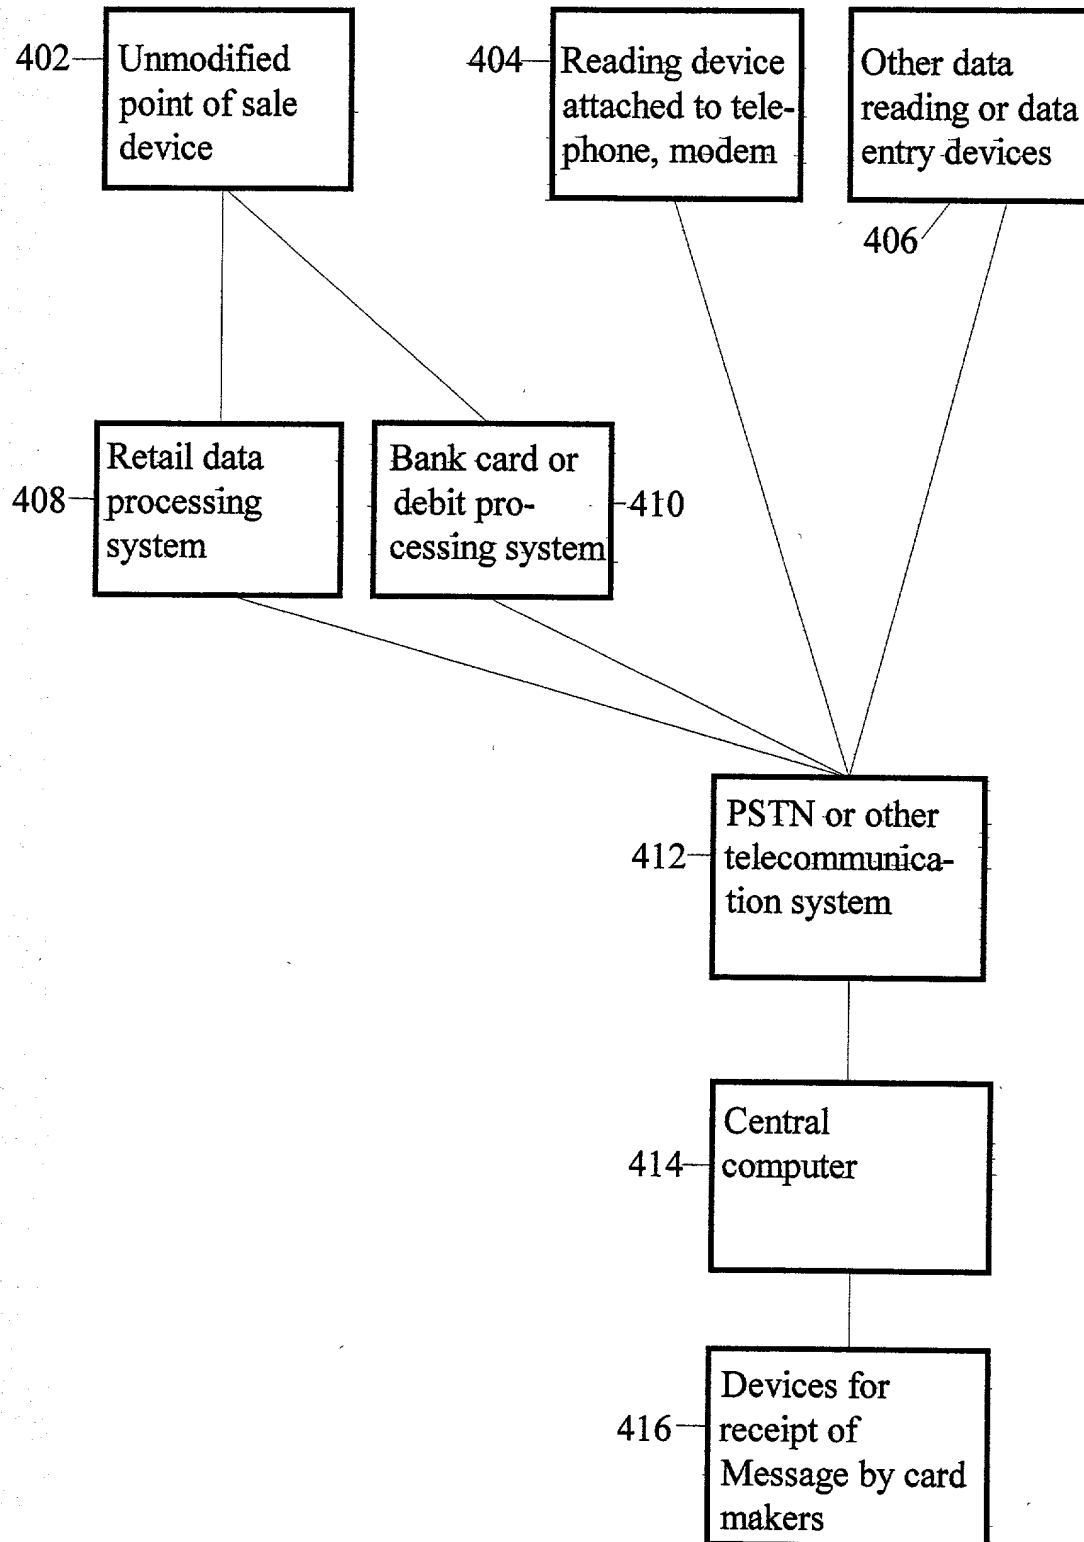 402
Unmodified
point of sale
device
404
Reading device
attached to tele-
phone, modem
Other data
reading or data
entry devices
406
408
Retail data
processing
system
Bank card or
debit pro-
cessing system
410
412
PSTN or other
telecommunica-
tion system
414
Central
computer
416
Devices for
receipt of
Message by card
makers